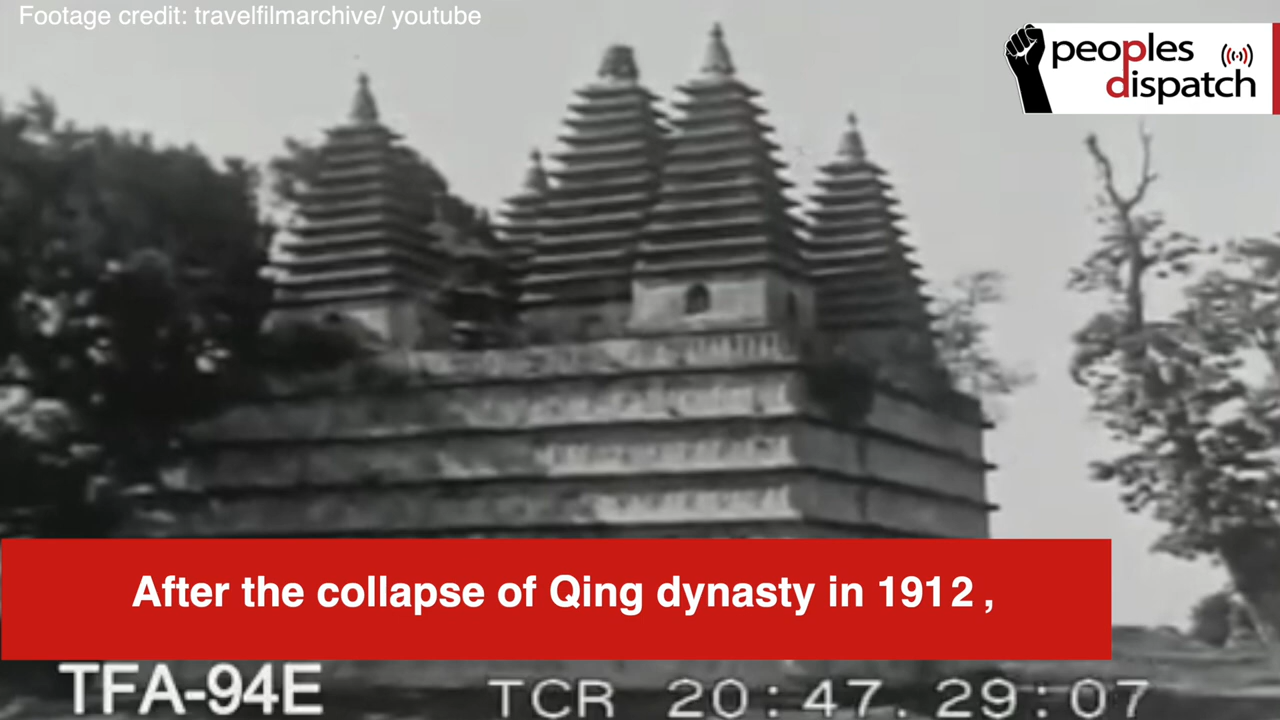 Footage credit: travelfilmarchive/ youtube
peoples
dispatch
After the collapse of Qing dynasty in 1912 ,
TFA-94E
TCR 20:47.29:07